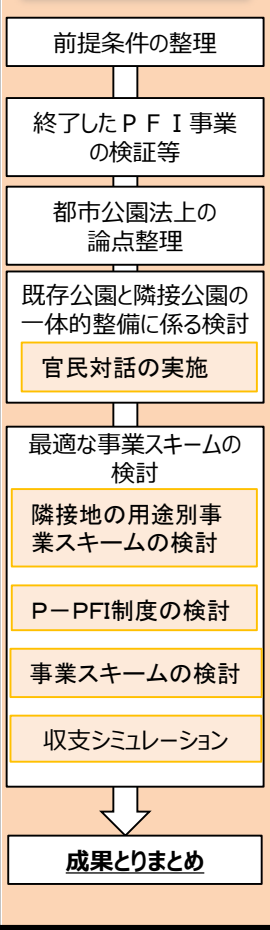 前提条件の整理
終了したＰＦＩ事業
の検証等
都市公園法上の
論点整理
既存公園と隣接公園の
一体的整備に係る検討
官民対話の実施
最適な事業スキームの
検討
隣接地の用途別事
業スキームの検討
Ｐ－PFI制度の検討
事業スキームの検討
収支シミュレーション
成果とりまとめ